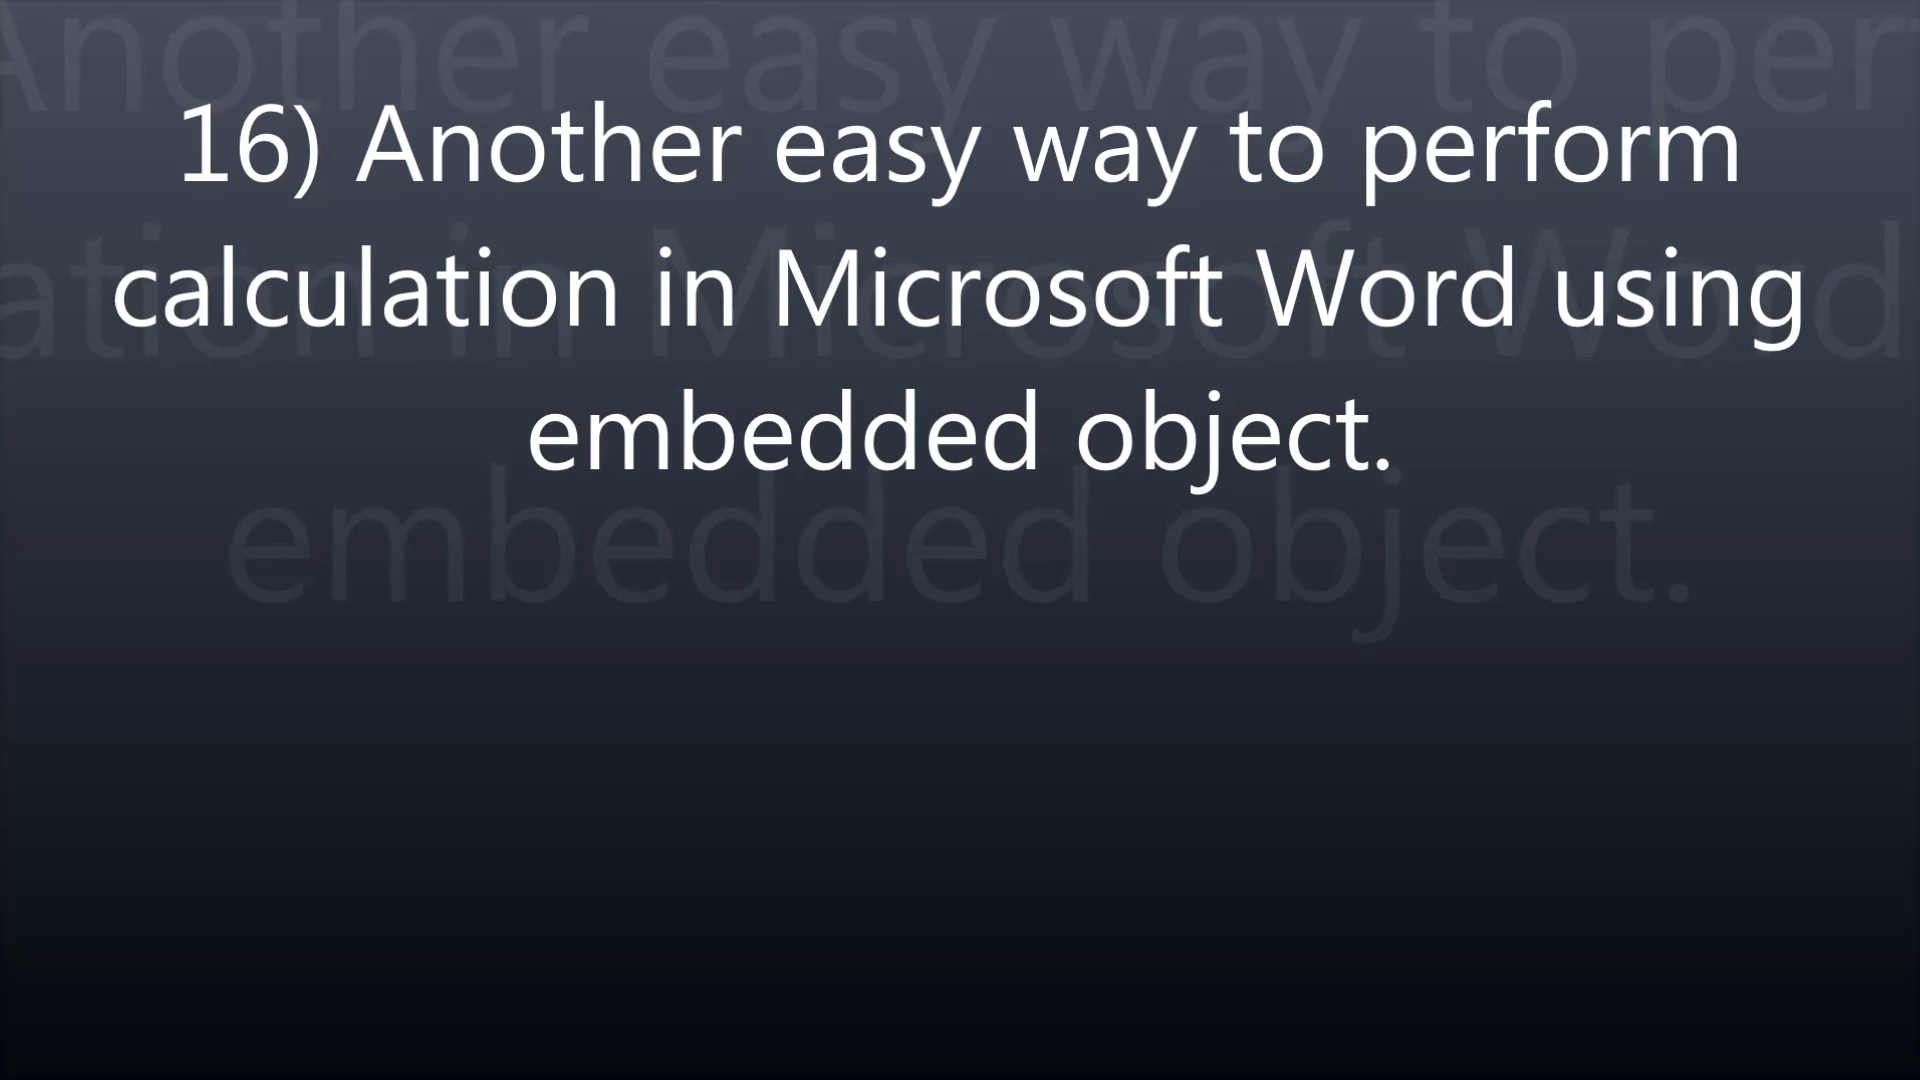 16) Another easy way to perform
calculation in Microsoft Word using
embedded object.